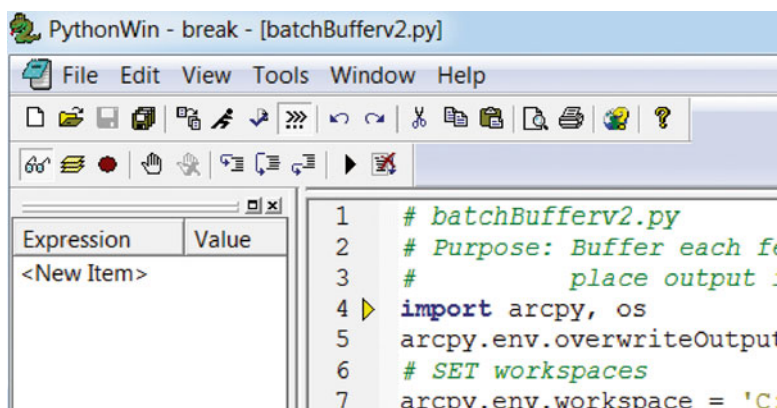 PythonWin - break - [batchBufferv2.py]
File Edit View Tools Window Help
Expression Value
<New Item>
1 # batchBufferv2.py
2 # Purpose: Buffer each fe
3 # place output i
4 import arcpy, os
5 arcpy.env.overwriteOutput
6 # SET workspaces
7 arcpy.env.workspace = 'C: